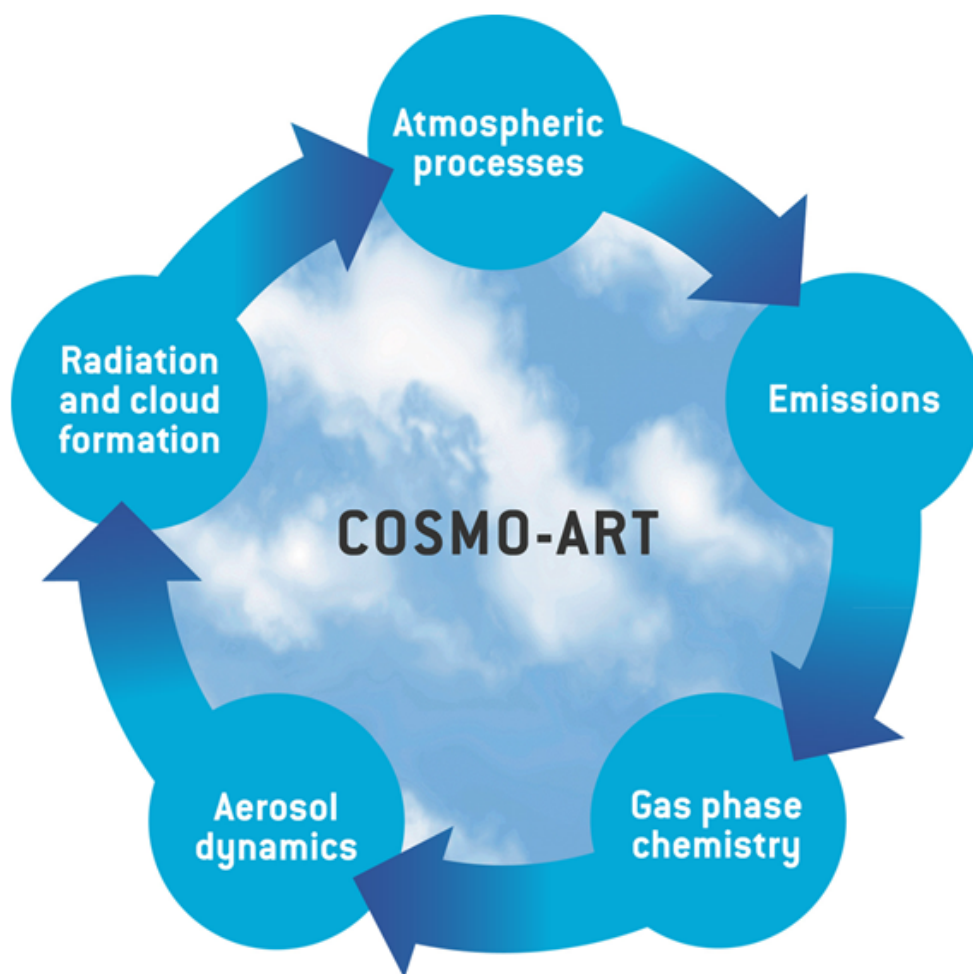 Atmospheric
processes
Emissions
Gas phase
chemistry
Aerosol
dynamics
Radiation
and cloud
formation
COSMO-ART